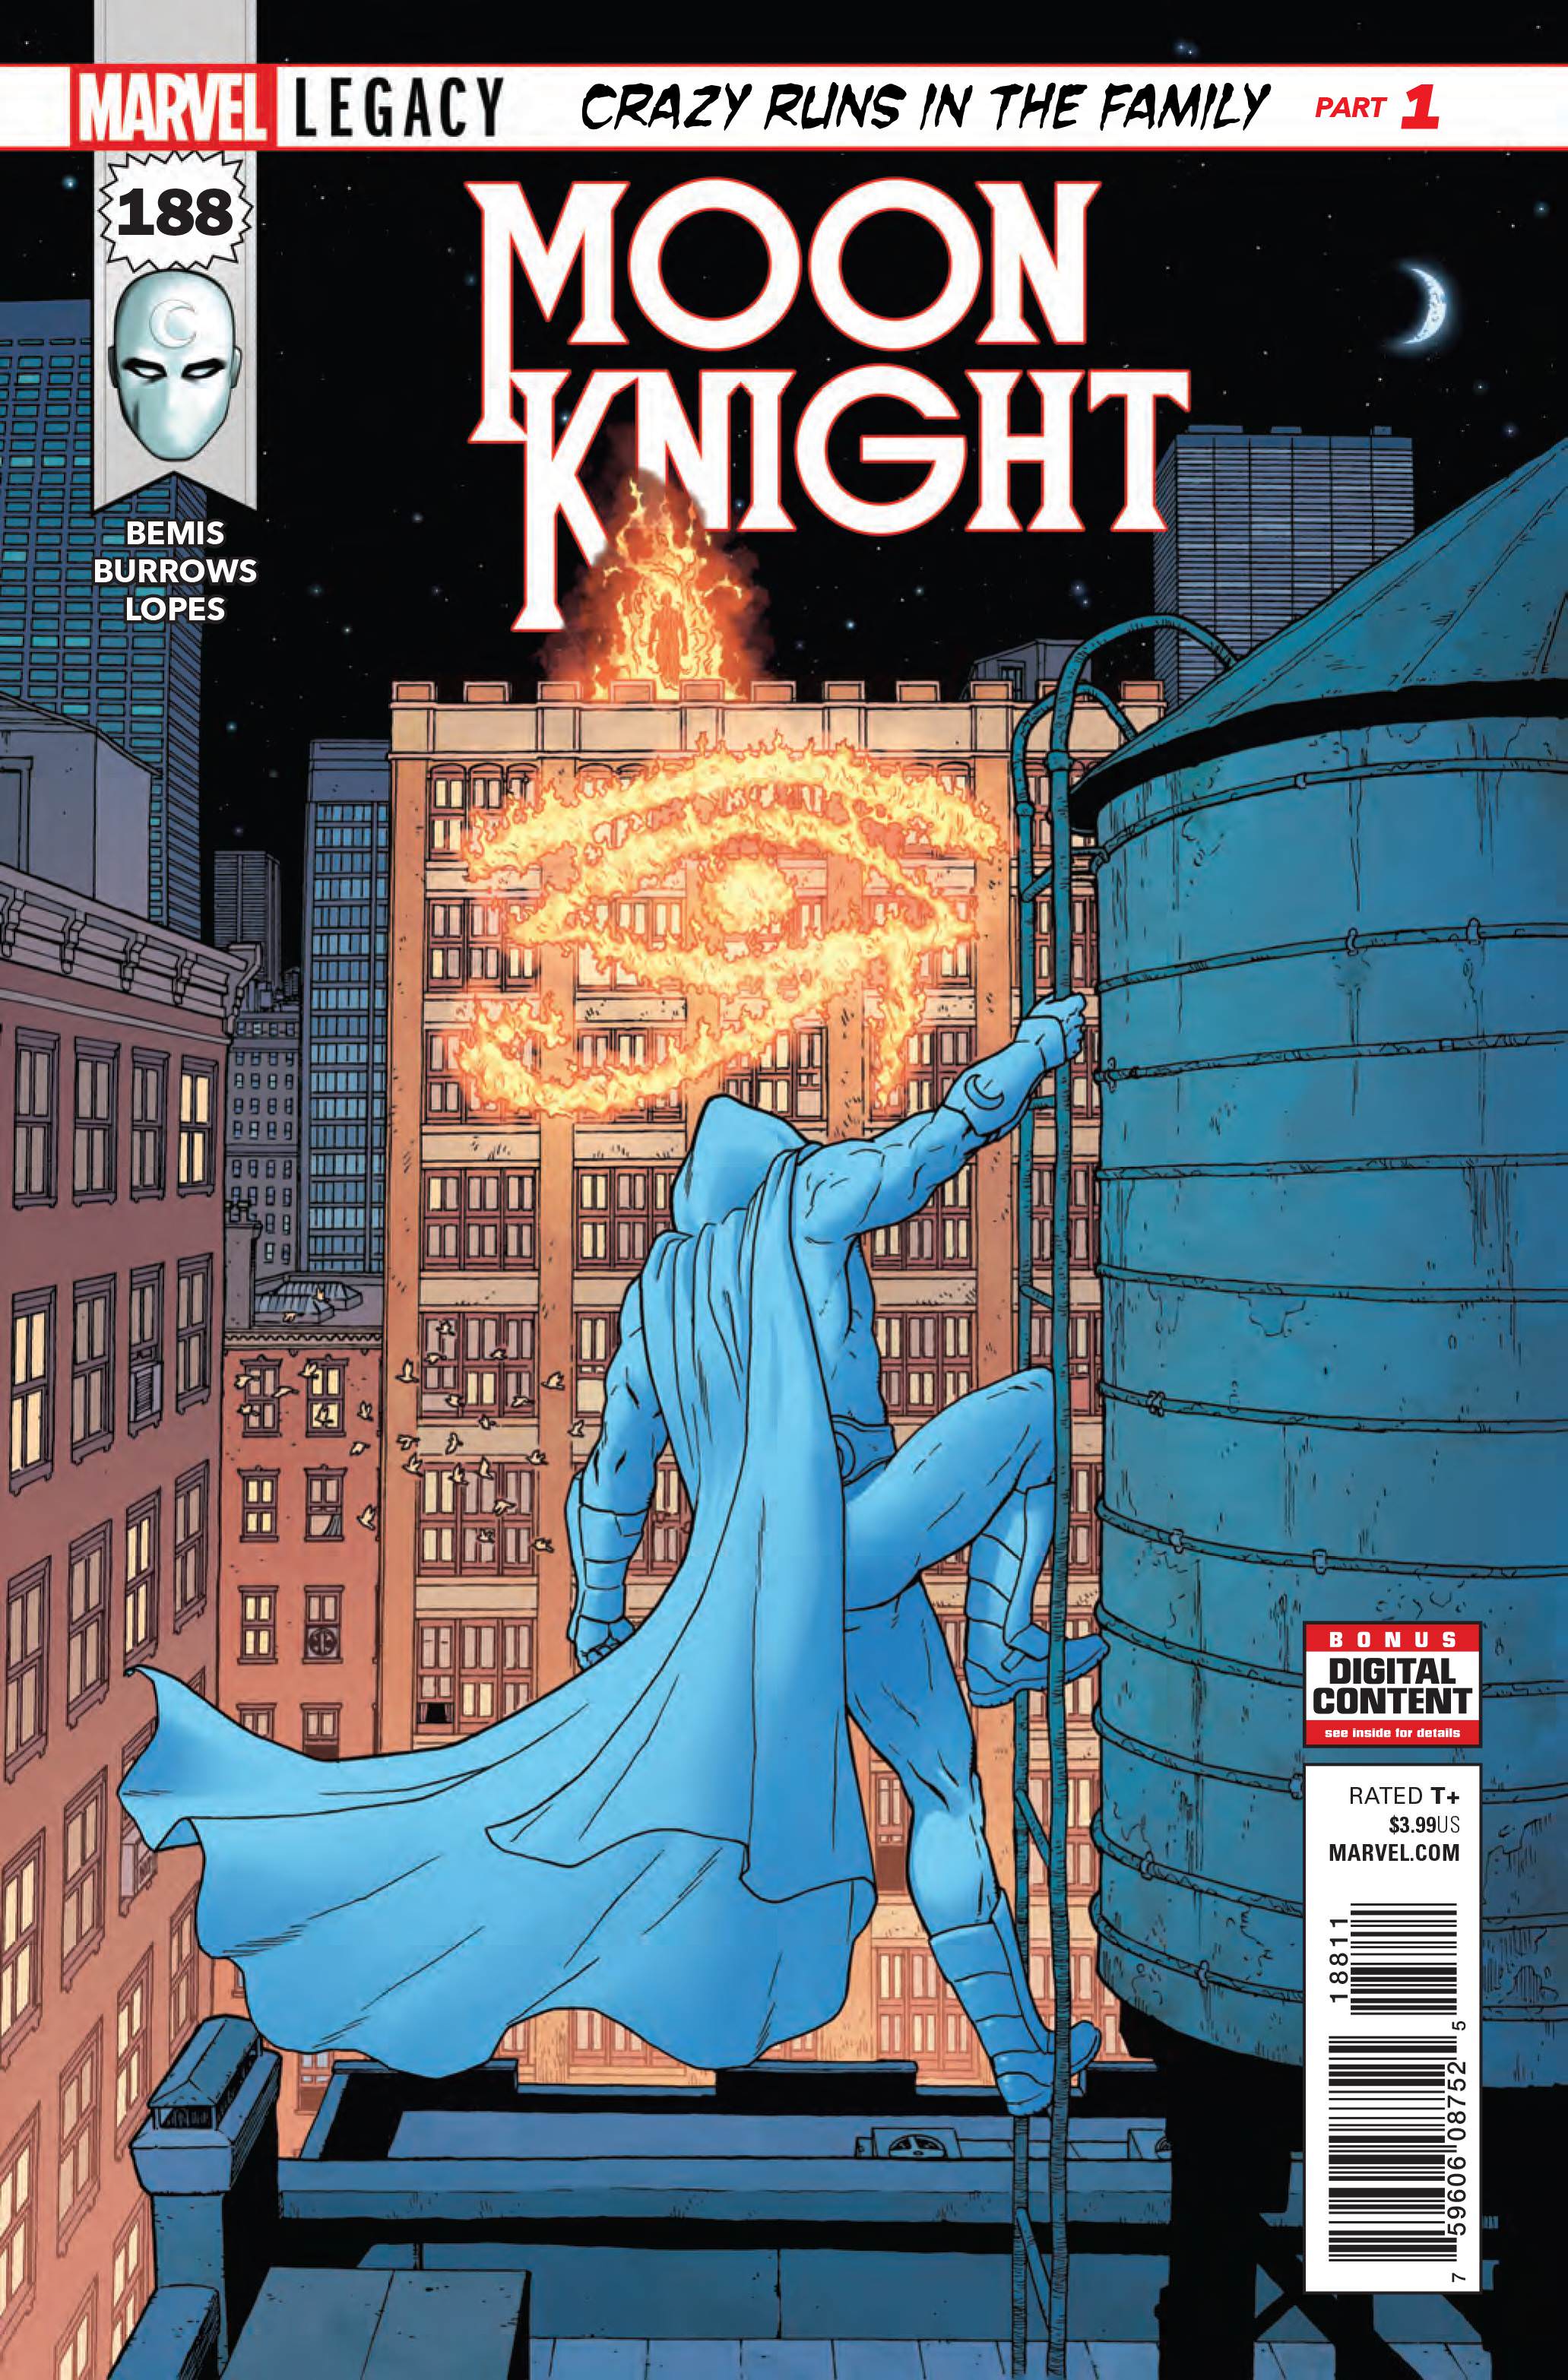 MARVEL LEGACY CRAZY RUNS IN THE FAMILY PART 1
188
MOON
KNIGHT
BEMIS
BURROWS
LOPES
BONUS
DIGITAL
CONTENT
see inside for details
RATED T+
$3.99US
MARVEL.COM
18811
7 59606 08752 5